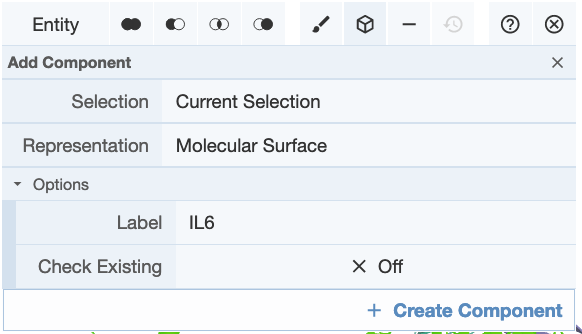 Entity
Add Component
Selection Current Selection
Representation Molecular Surface
Options
Label IL6
Check Existing Off
+ Create Component